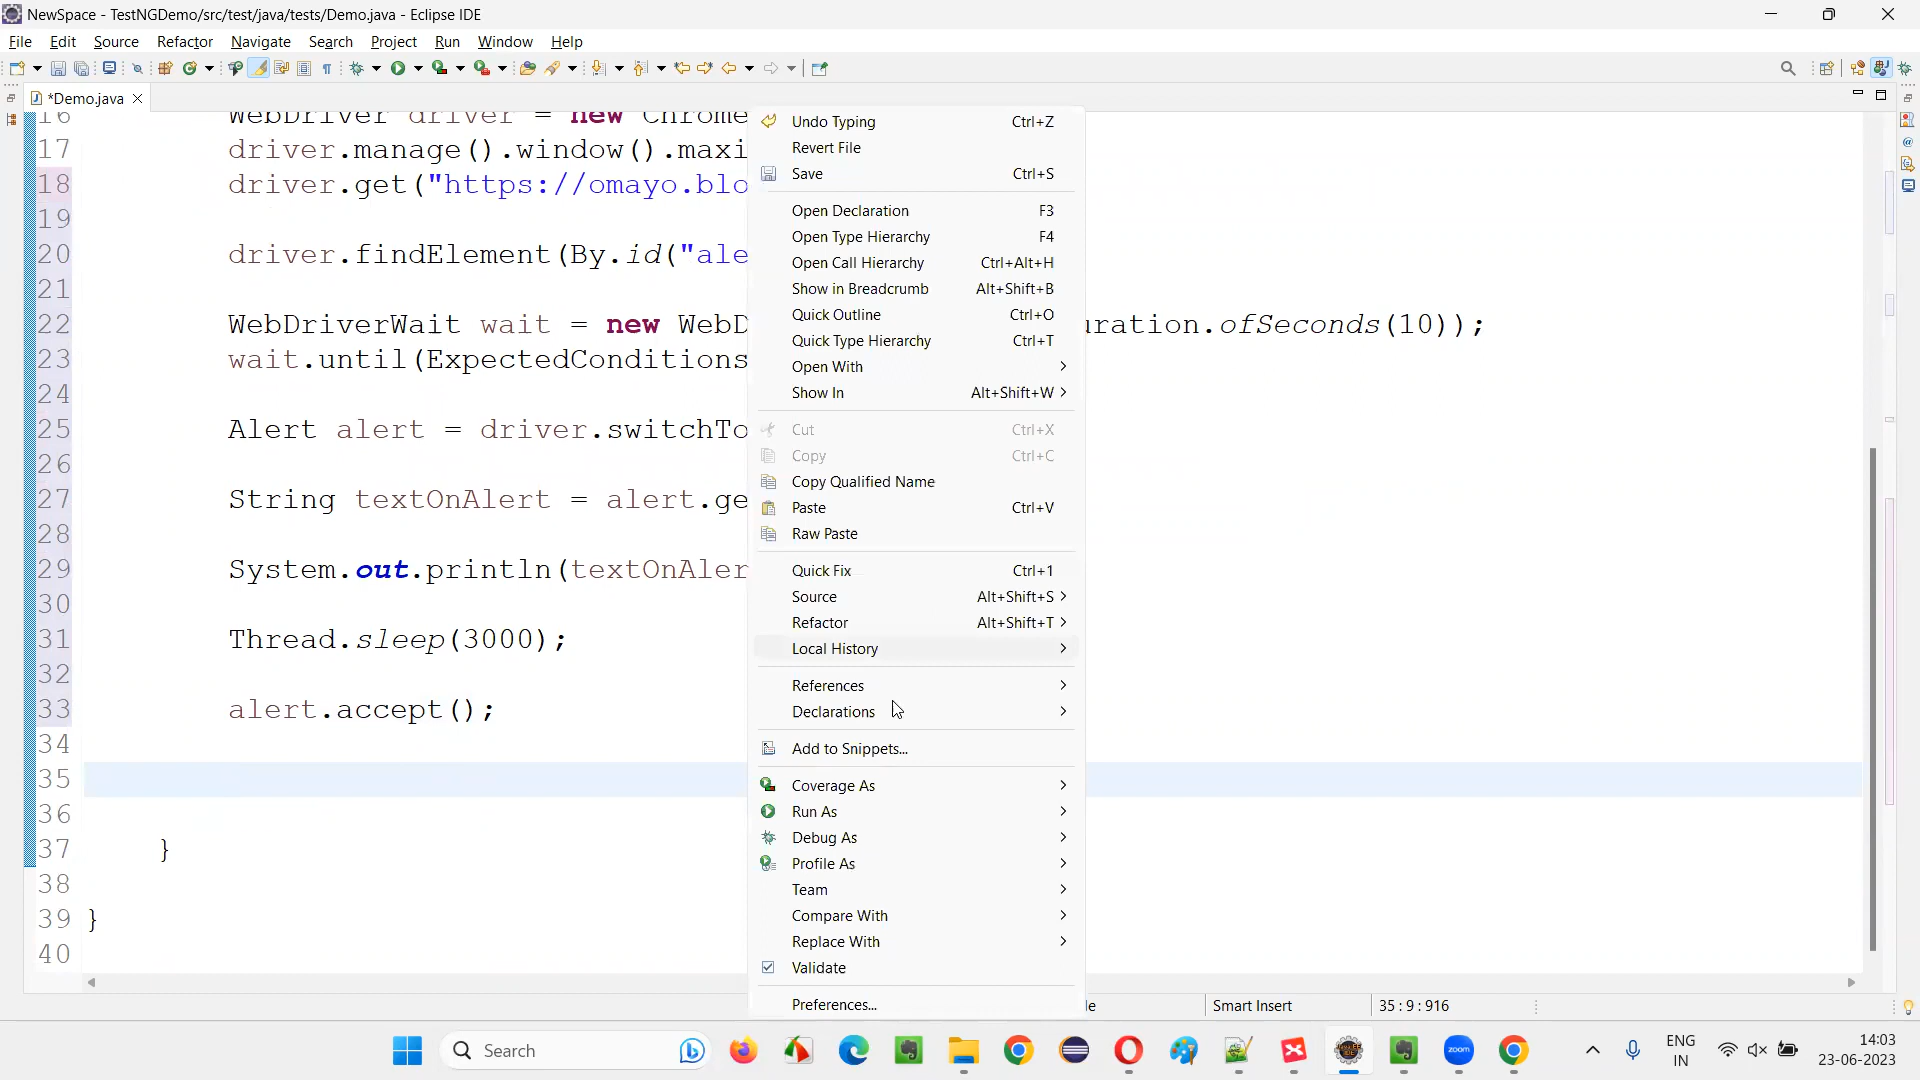 NewSpace - TestNGDemo/src/test/java/tests/Demo.java - Eclipse IDE
File Edit Source Refactor Navigate Search Project Run Window Help
*Demo.java
16 WebDriver driver = new Chrome
17 driver.manage().window().maxi
18 driver.get("https://omayo.blo
19
20 driver.findElement(By.id("ale
21
22 WebDriverWait wait = new WebD uration.ofSeconds(10));
23 wait.until(ExpectedConditions
24
25 Alert alert = driver.switchTo
26
27 String textOnAlert = alert.ge
28
29 System.out.println(textOnAler
30
31 Thread.sleep(3000);
32
33 alert.accept();
34
35
36
37 }
38
39 }
40
Undo Typing Ctrl+Z
Revert File
Save Ctrl+S
Open Declaration F3
Open Type Hierarchy F4
Open Call Hierarchy Ctrl+Alt+H
Show in Breadcrumb Alt+Shift+B
Quick Outline Ctrl+O
Quick Type Hierarchy Ctrl+T
Open With
Show In Alt+Shift+W
Cut Ctrl+X
Copy Ctrl+C
Copy Qualified Name
Paste Ctrl+V
Raw Paste
Quick Fix Ctrl+1
Source Alt+Shift+S
Refactor Alt+Shift+T
Local History
References
Declarations
Add to Snippets...
Coverage As
Run As
Debug As
Profile As
Team
Compare With
Replace With
Validate
Preferences...
le Smart Insert 35 : 9 : 916
Search zoom ENG IN 14:03 23-06-2023